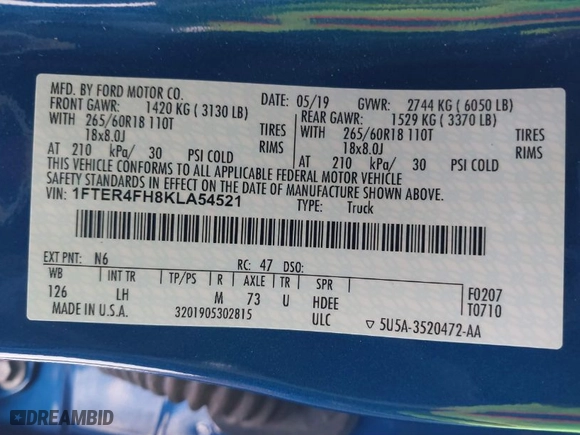 MFD. BY FORD MOTOR CO.
DATE: 05/19 GVWR: 2744 KG ( 6050 LB)
FRONT GAWR: 1420 KG ( 3130 LB) REAR GAWR: 1529 KG ( 3370 LB)
WITH 265/60R18 110T TIRES WITH 265/60R18 110T TIRES
18x8.0J RIMS 18x8.0J RIMS
AT 210 kPa/ 30 PSI COLD AT 210 kPa/ 30 PSI COLD
THIS VEHICLE CONFORMS TO ALL APPLICABLE FEDERAL MOTOR VEHICLE
SAFETY STANDARDS IN EFFECT ON THE DATE OF MANUFACTURE SHOWN ABOVE.
VIN: 1FTER4FH8KLA54521 TYPE: Truck
EXT PNT: N6 RC: 47 DSO:
WB INT TR TP/PS R AXLE TR SPR
126 LH M 73 U HDEE F0207
ULC T0710
MADE IN U.S.A. 3201905302815 ▽ 5U5A-3520472-AA
DREAMBID